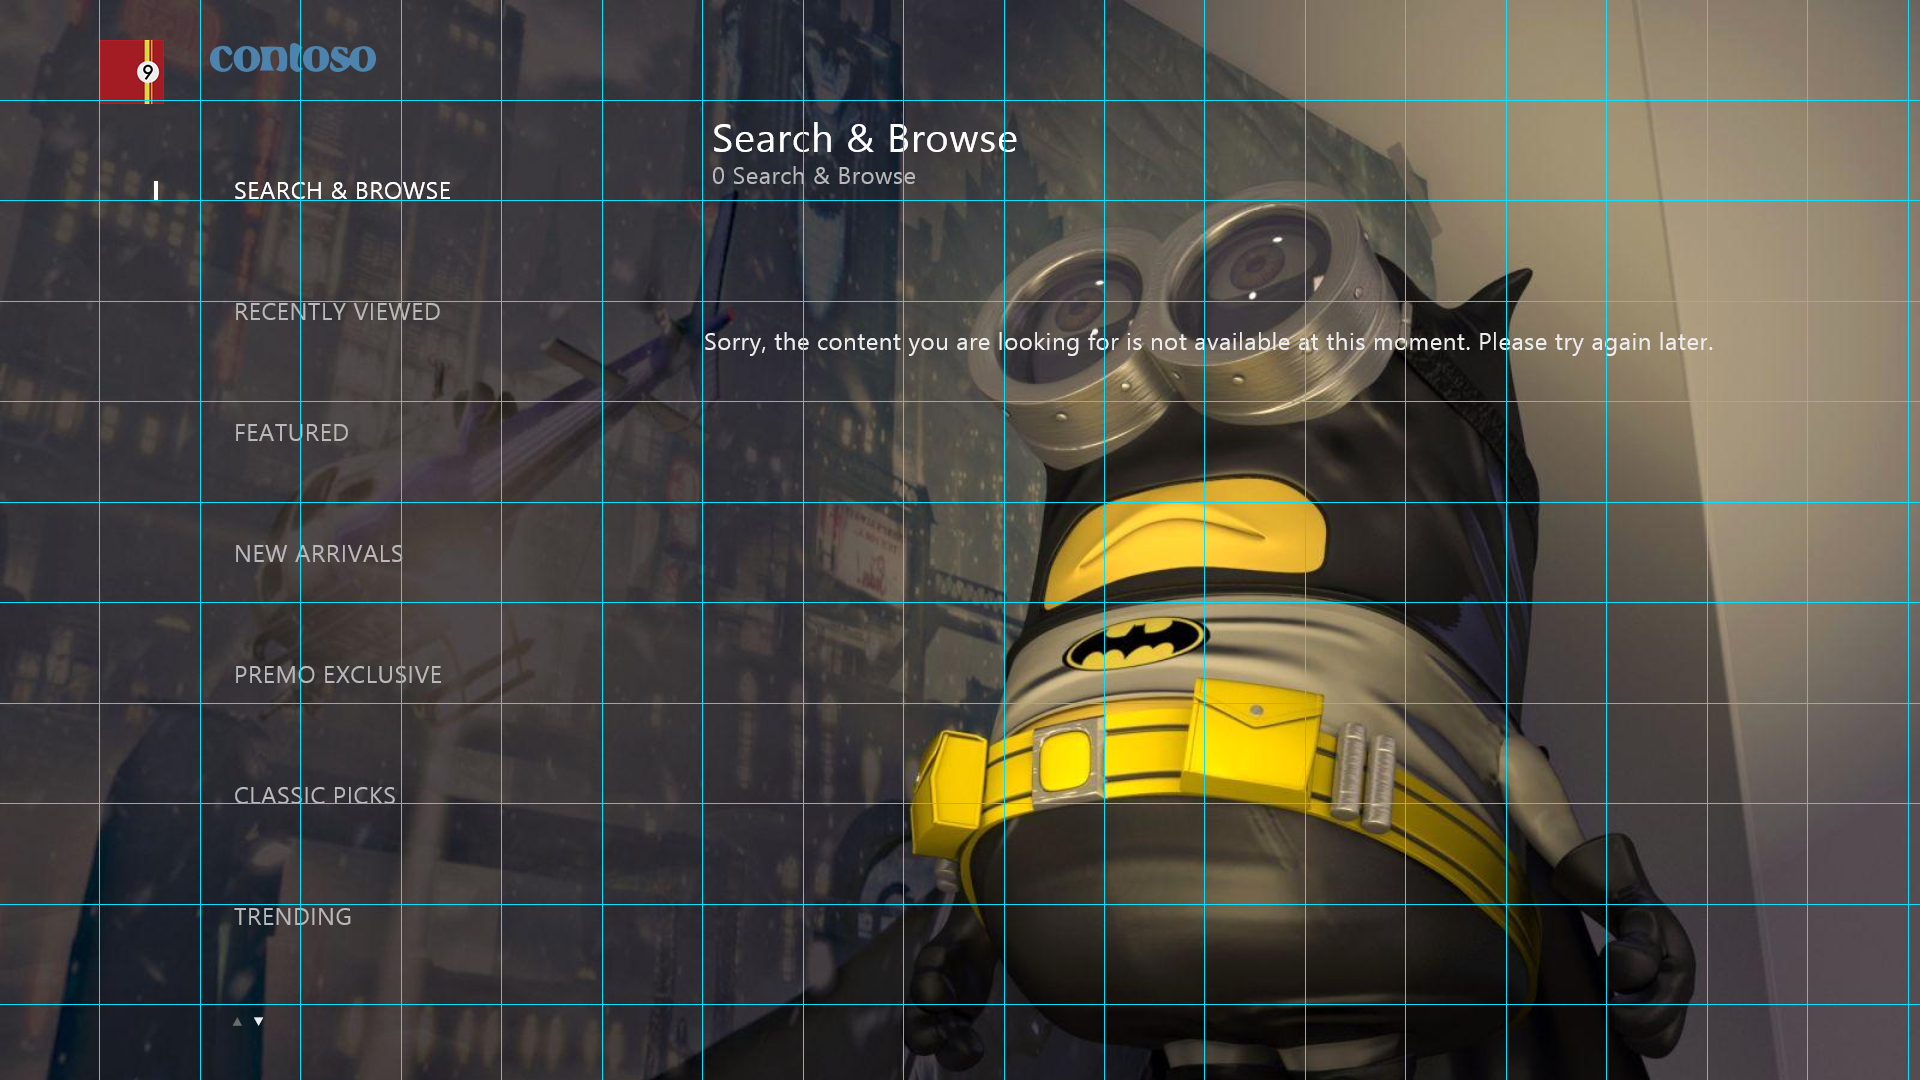 9
contoso
Search & Browse
0 Search & Browse
SEARCH & BROWSE
RECENTLY VIEWED
Sorry, the content you are looking for is not available at this moment. Please try again later.
FEATURED
NEW ARRIVALS
PREMO EXCLUSIVE
CLASSIC PICKS
TRENDING